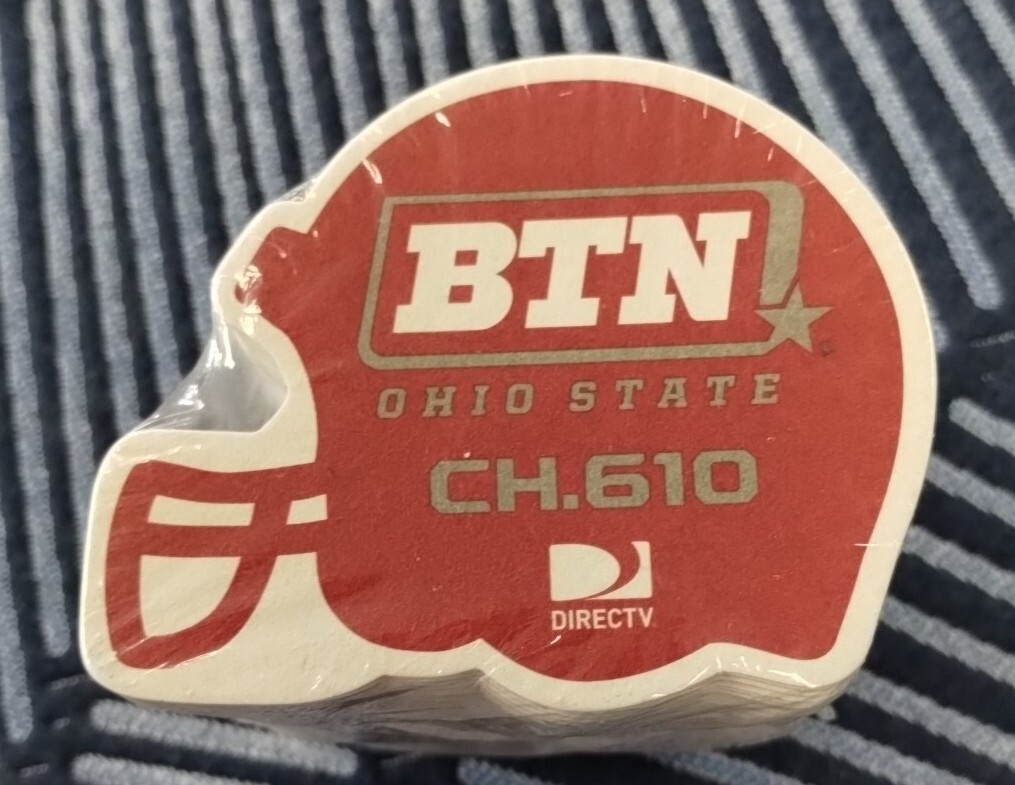 BTN
OHIO STATE
CH.610
DIRECTV